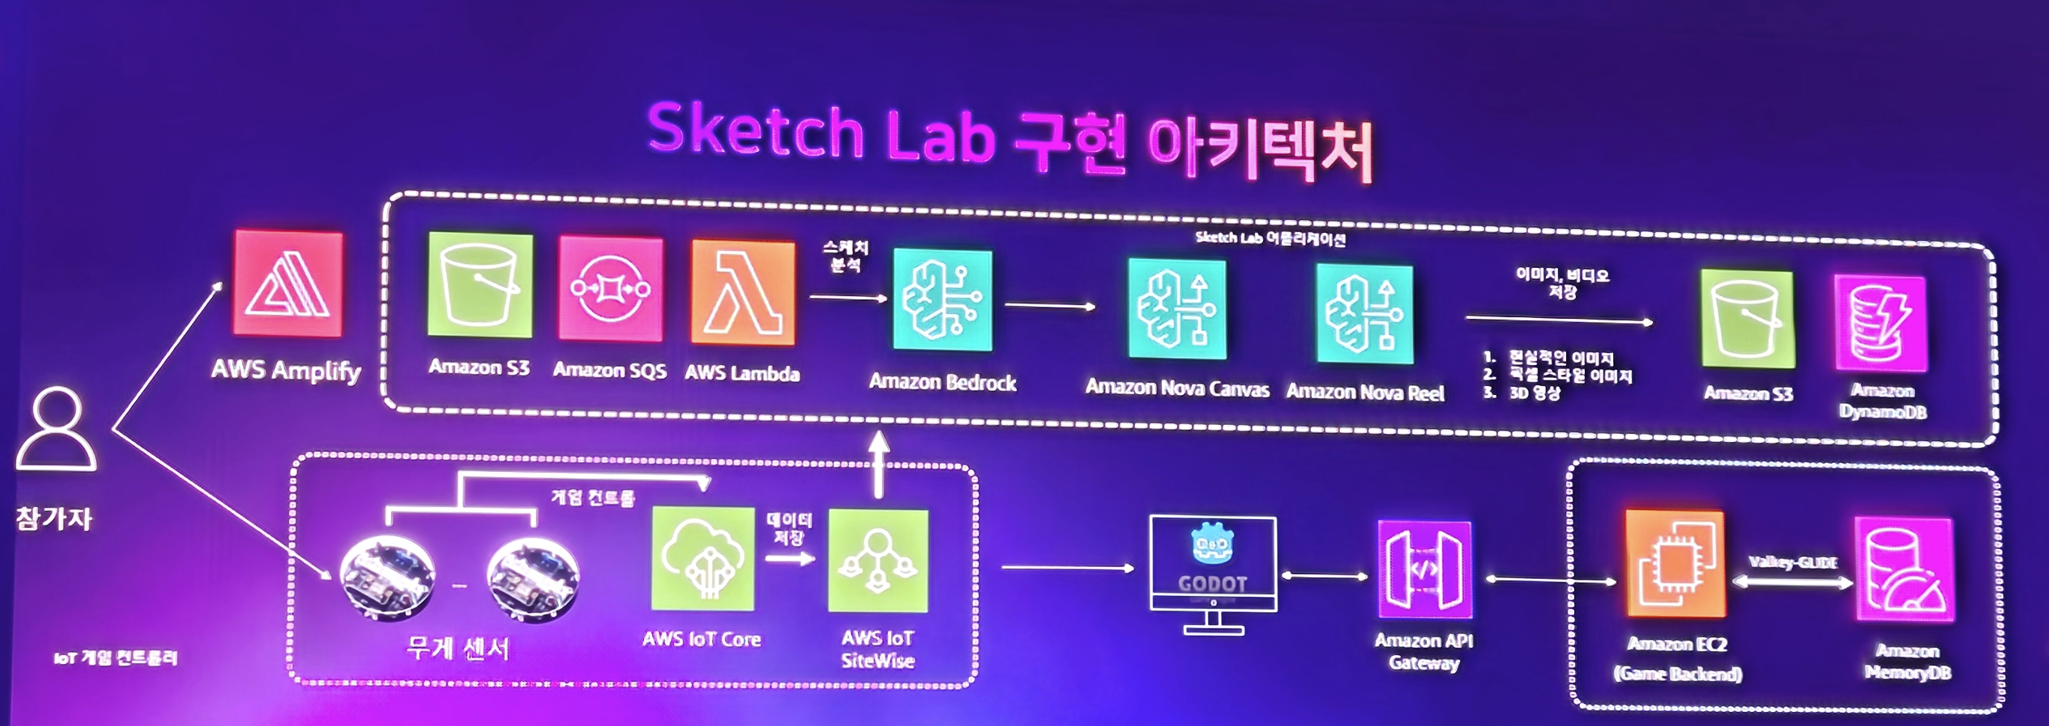 Sketch Lab 구현 아키텍처
Sketch Lab 어플리케이션
스케치
분석
이미지, 비디오
저장
AWS Amplify
Amazon S3
Amazon SQS
AWS Lambda
Amazon Bedrock
Amazon Nova Canvas
Amazon Nova Reel
1. 현실적인 이미지
2. 픽셀 스타일 이미지
3. 3D 영상
Amazon S3
Amazon
DynamoDB
참가자
게임 컨트롤
데이터
저장
무게 센서
AWS IoT Core
AWS IoT
SiteWise
IoT 게임 컨트롤러
GODOT
Amazon API
Gateway
Valkey-GLIDE
Amazon EC2
(Game Backend)
Amazon
MemoryDB